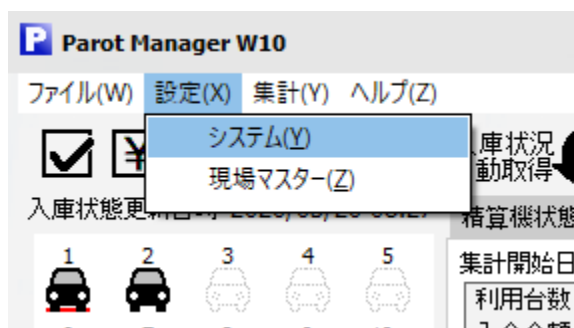 P Parot Manager W10
ファイル(W) 設定(X) 集計(Y) ヘルプ(Z)
システム(Y)
現場マスター(Z)
庫状況
動取得
入庫状態更
積算機状態
1 2 3 4 5
集計開始日
利用台数